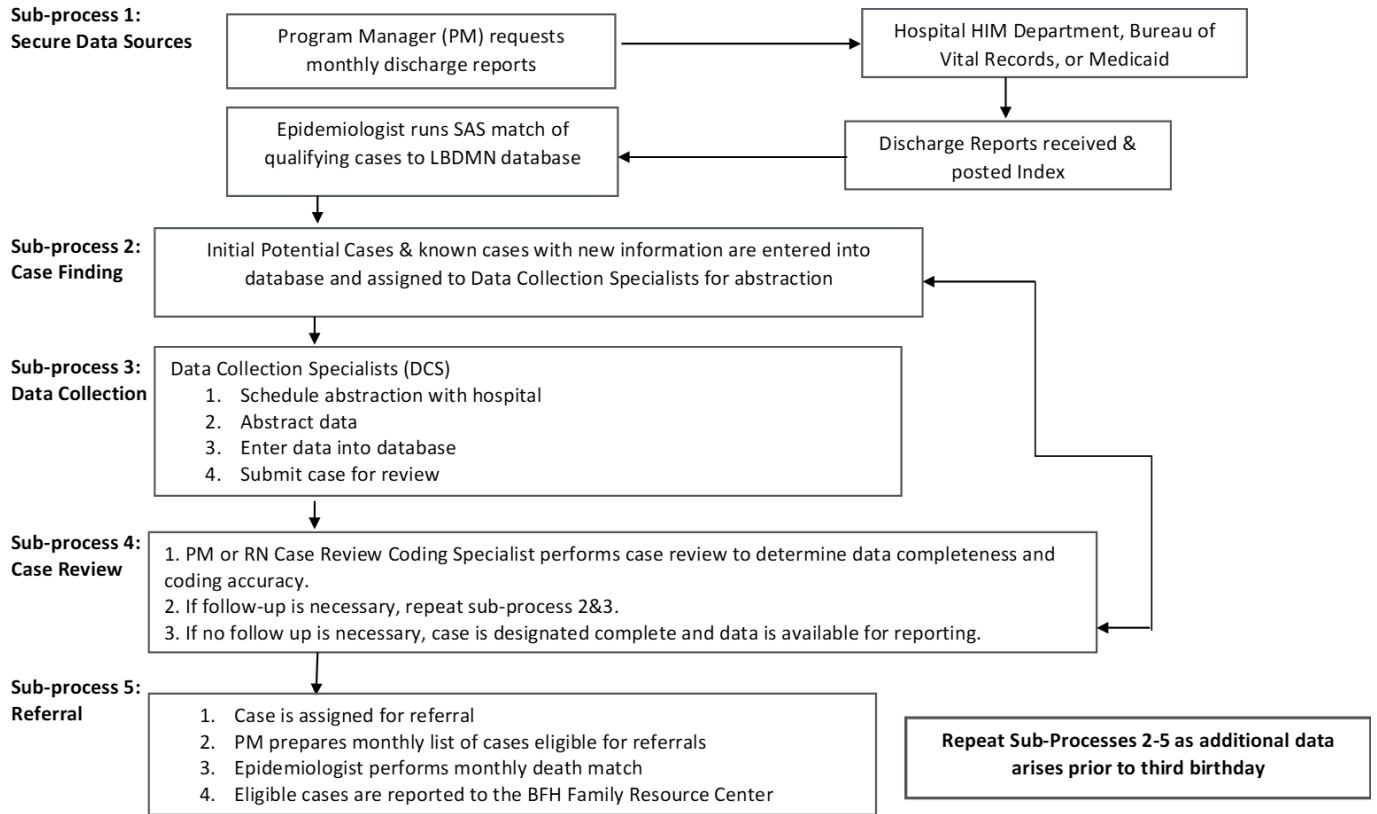 Sub-process 1:
Secure Data Sources
Program Manager (PM) requests
monthly discharge reports
Hospital HIM Department, Bureau of
Vital Records, or Medicaid
Epidemiologist runs SAS match of
qualifying cases to LBDMN database
Discharge Reports received &
posted Index
Sub-process 2:
Case Finding
Initial Potential Cases & known cases with new information are entered into
database and assigned to Data Collection Specialists for abstraction
Sub-process 3:
Data Collection
Data Collection Specialists (DCS)
1. Schedule abstraction with hospital
2. Abstract data
3. Enter data into database
4. Submit case for review
Sub-process 4:
Case Review
1. PM or RN Case Review Coding Specialist performs case review to determine data completeness and
coding accuracy.
2. If follow-up is necessary, repeat sub-process 2&3.
3. If no follow up is necessary, case is designated complete and data is available for reporting.
Sub-process 5:
Referral
1. Case is assigned for referral
2. PM prepares monthly list of cases eligible for referrals
3. Epidemiologist performs monthly death match
4. Eligible cases are reported to the BFH Family Resource Center
Repeat Sub-Processes 2-5 as additional data
arises prior to third birthday